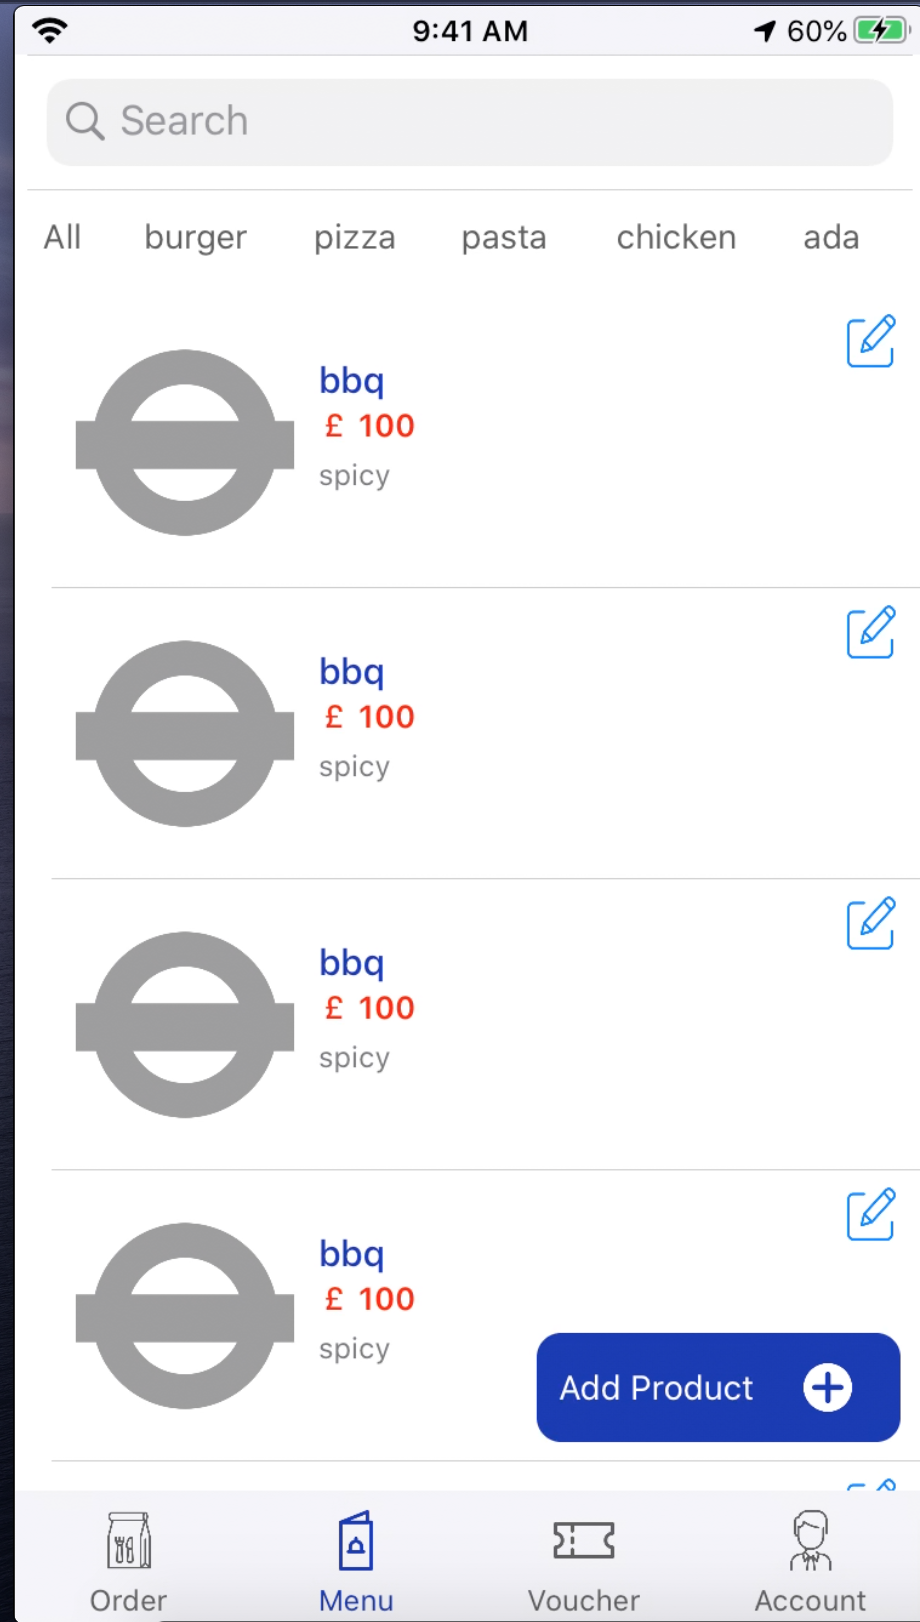 9:41 AM 60%
Search
All burger pizza pasta chicken ada
bbq
£ 100
spicy
bbq
£ 100
spicy
bbq
£ 100
spicy
bbq
£ 100
spicy
Add Product
Order Menu Voucher Account